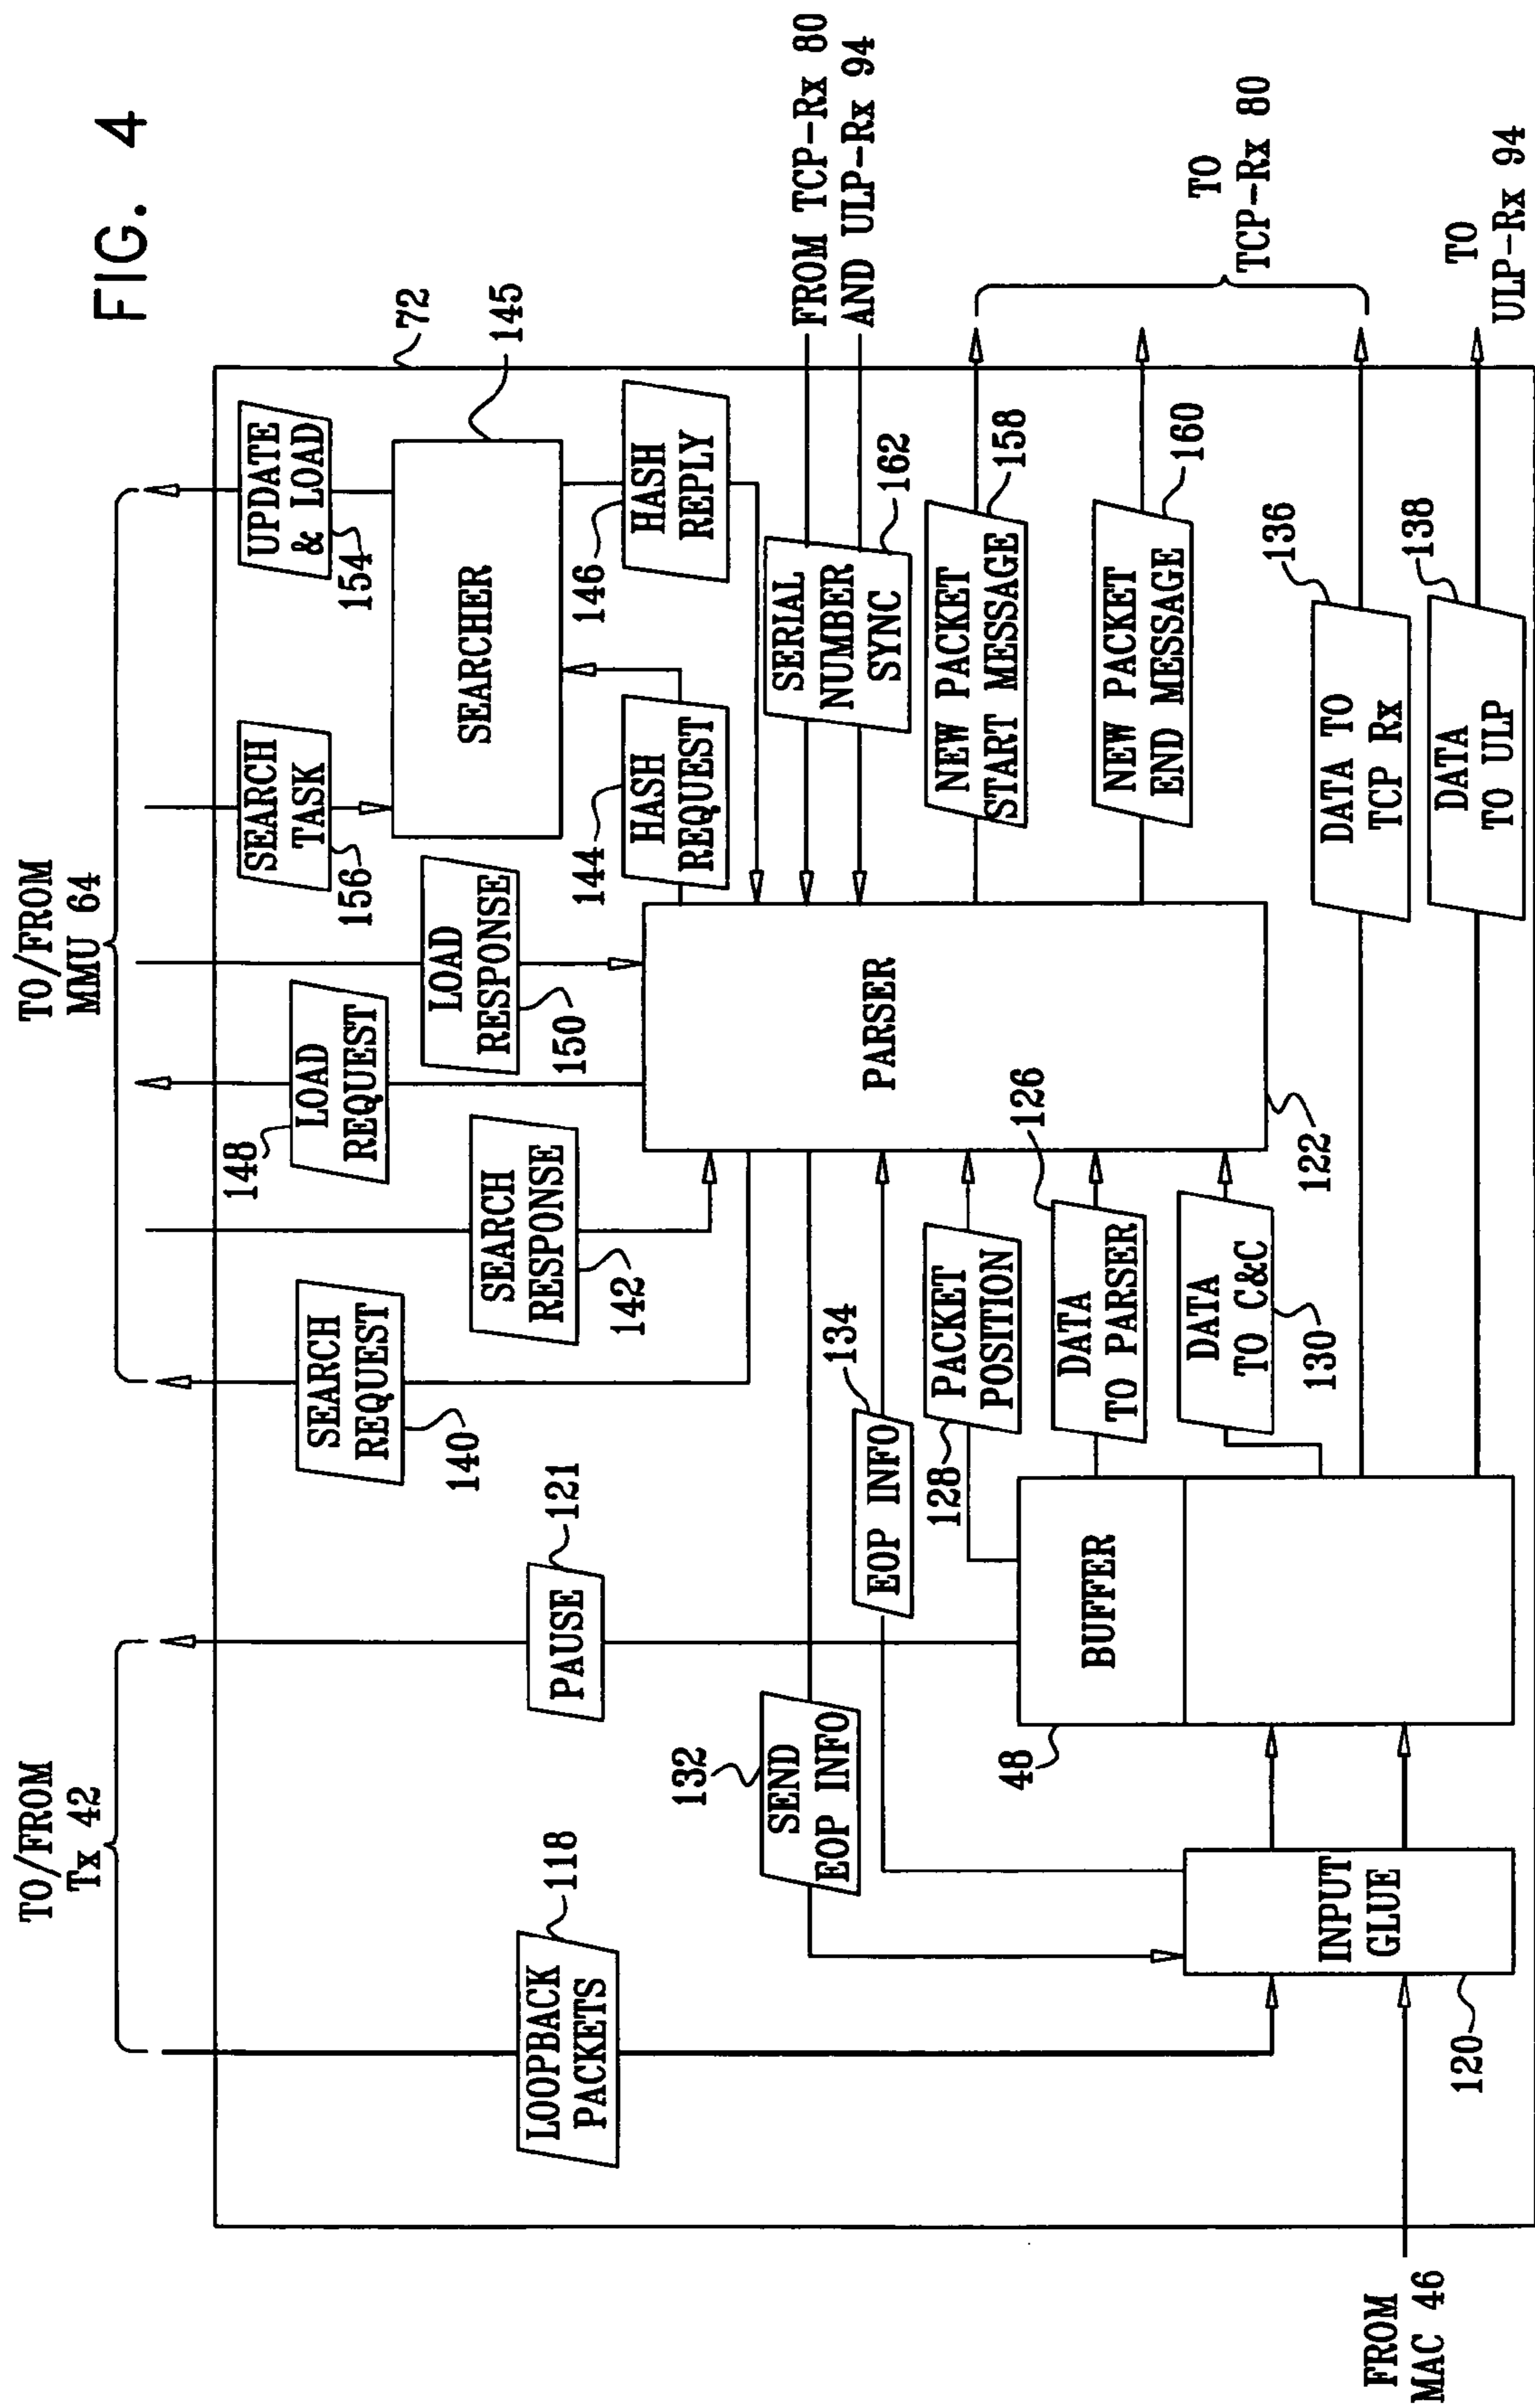 FIG. 4
TO/FROM
Tx 42
TO/FROM
MMU 64
72
LOOPBACK
PACKETS
118
PAUSE
121
SEARCH
REQUEST
140
SEARCH
RESPONSE
142
LOAD
REQUEST
148
LOAD
RESPONSE
150
SEARCH
TASK
156
UPDATE
& LOAD
154
SEARCHER
145
HASH
REQUEST
144
HASH
REPLY
146
FROM TCP-Rx 80
AND ULP-Rx 94
SERIAL
NUMBER
SYNC
162
SEND
EOP INFO
132
EOP INFO
134
PACKET
POSITION
128
DATA
TO PARSER
126
DATA
TO C&C
130
PARSER
122
NEW PACKET
START MESSAGE
158
NEW PACKET
END MESSAGE
160
TO
TCP-Rx 80
DATA TO
TCP Rx
136
DATA
TO ULP
138
TO
ULP-Rx 94
BUFFER
48
INPUT
GLUE
120
FROM
MAC 46